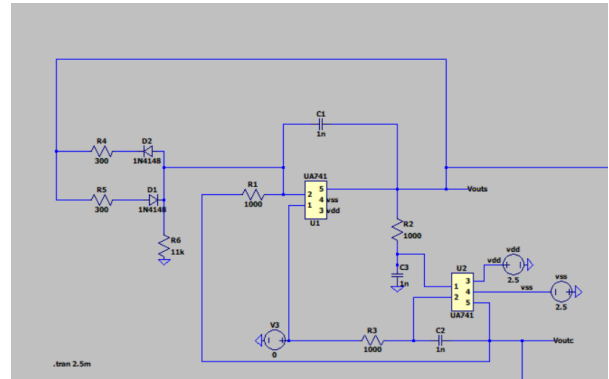 C1
1n
R4
300
D2
1N4148
R5
300
D1
1N4148
R6
11k
R1
1000
UA741
2
1
5
4
3
vss
vdd
U1
Vouts
R2
1000
C3
1n
U2
1
2
3
4
5
UA741
vdd
vdd
2.5
vss
vss
2.5
V3
0
R3
1000
C2
1n
Voutc
.tran 2.5m